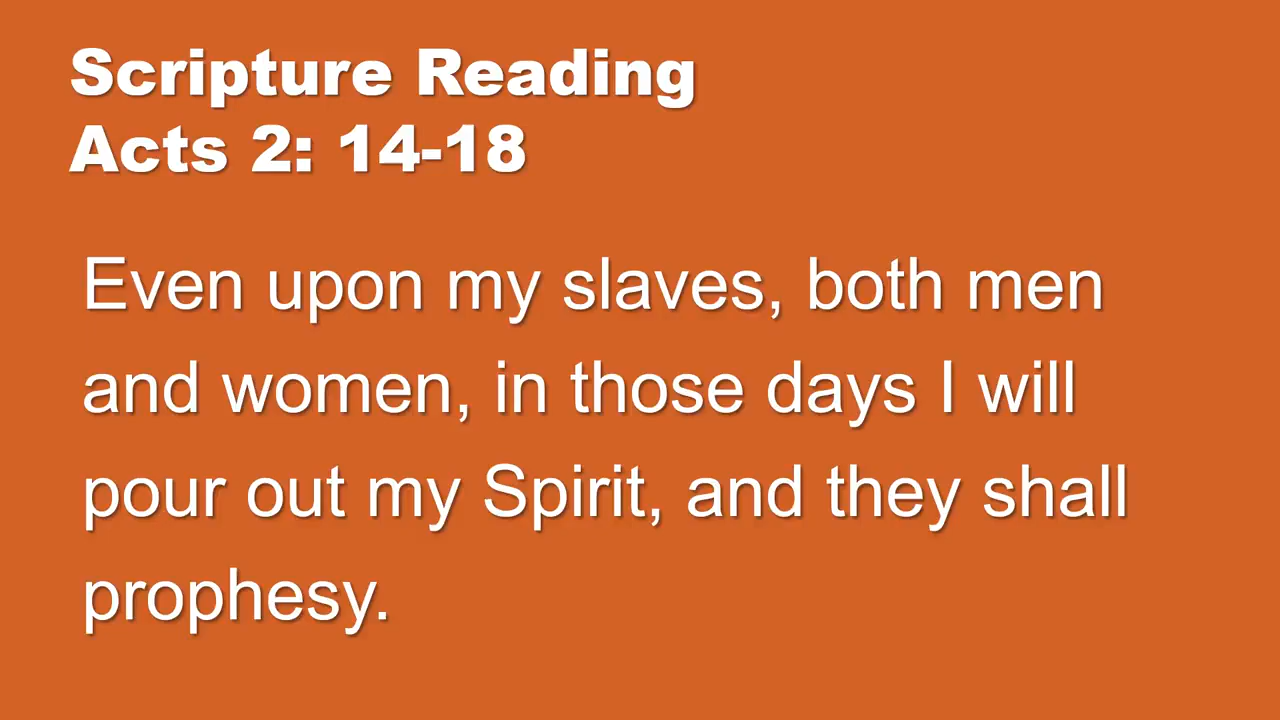 Scripture Reading
Acts 2: 14-18
Even upon my slaves, both men
and women, in those days I will
pour out my Spirit, and they shall
prophesy.